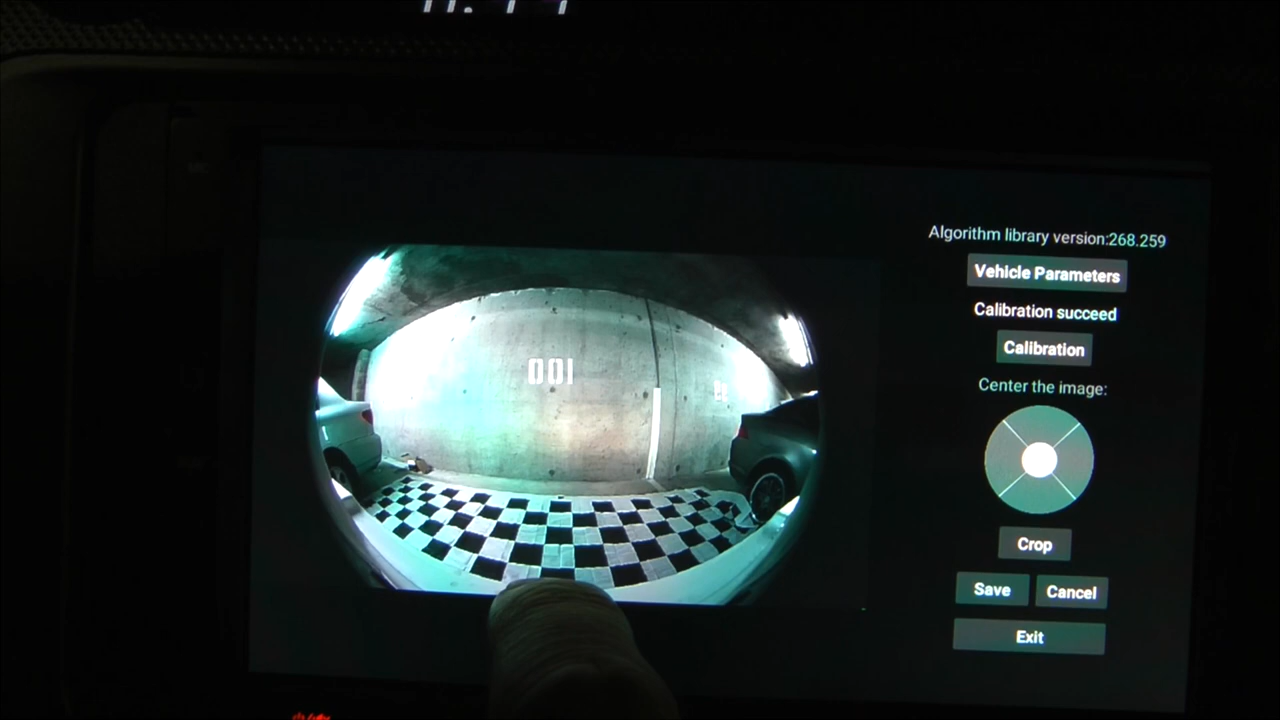 Algorithm library version:268.259
Vehicle Parameters
Calibration succeed
001
Calibration
Center the image:
Crop
Save Cancel
Exit